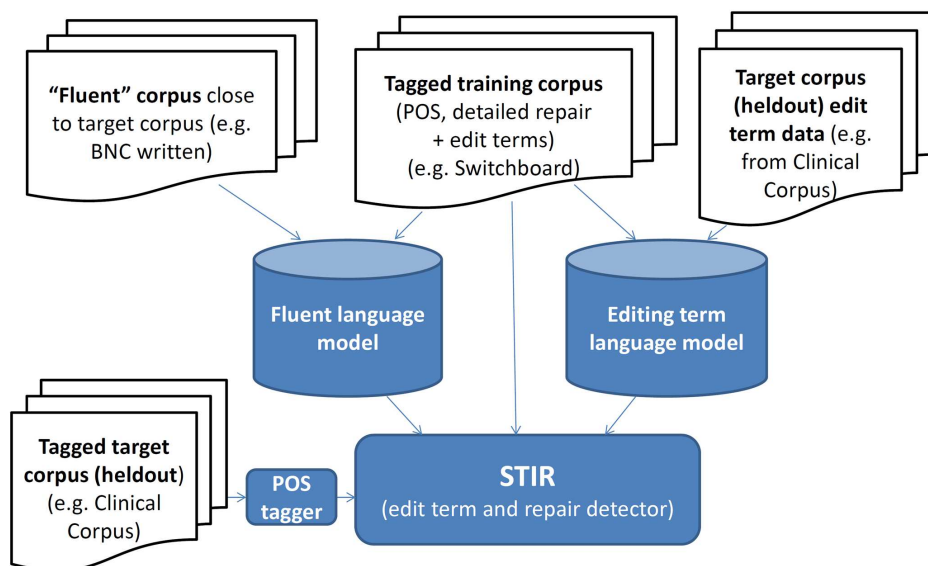 “Fluent” corpus close
to target corpus (e.g.
BNC written)
Tagged training corpus
(POS, detailed repair
+ edit terms)
(e.g. Switchboard)
Target corpus
(heldout) edit
term data (e.g.
from Clinical
Corpus)
Fluent language
model
Editing term
language model
Tagged target
corpus (heldout)
(e.g. Clinical
Corpus)
POS
tagger
STIR
(edit term and repair detector)